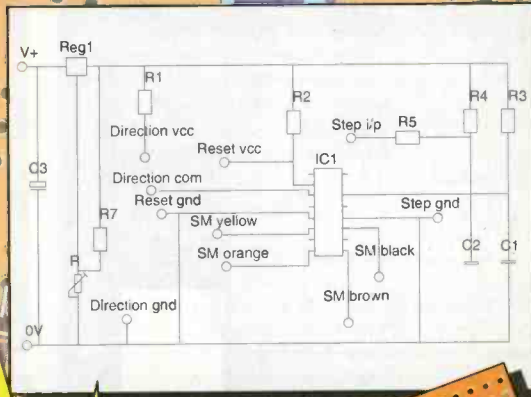 V+
Reg1
R1
R2
R4
R3
Step i/p
R5
Direction vcc
Reset vcc
IC1
C3
Direction com
Reset gnd
Step gnd
R7
SM yellow
SM orange
SM black
C2
C1
R
SM brown
Direction gnd
0V